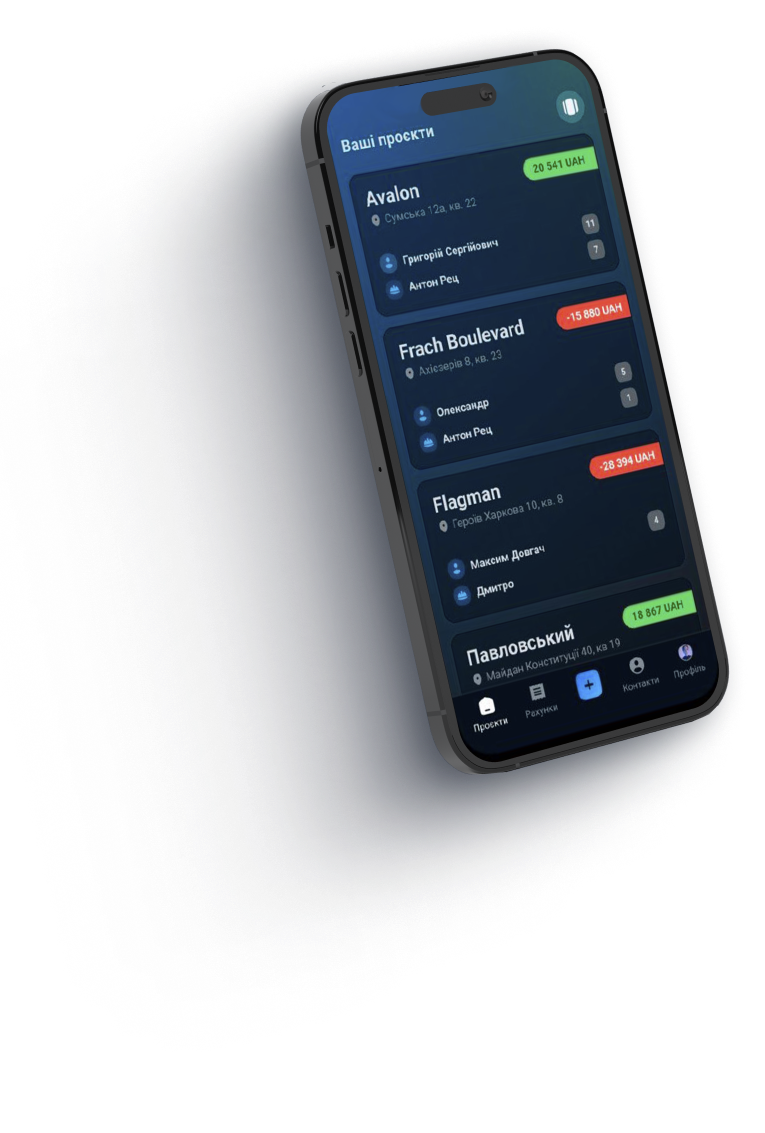 Ваші проєкти
20 541 UAH
Avalon
Сумська 12а, кв. 22
Григорій Сергійович
11
Антон Рец
7
-15 880 UAH
Frach Boulevard
Ахієзерів 8, кв. 23
Олександр
5
Антон Рец
1
-28 394 UAH
Flagman
Героїв Харкова 10, кв. 8
Максим Довгач
4
Дмитро
18 867 UAH
Павловський
Майдан Конституції 40, ка 19
Проєкти
Рахунки
Контакти
Профіль